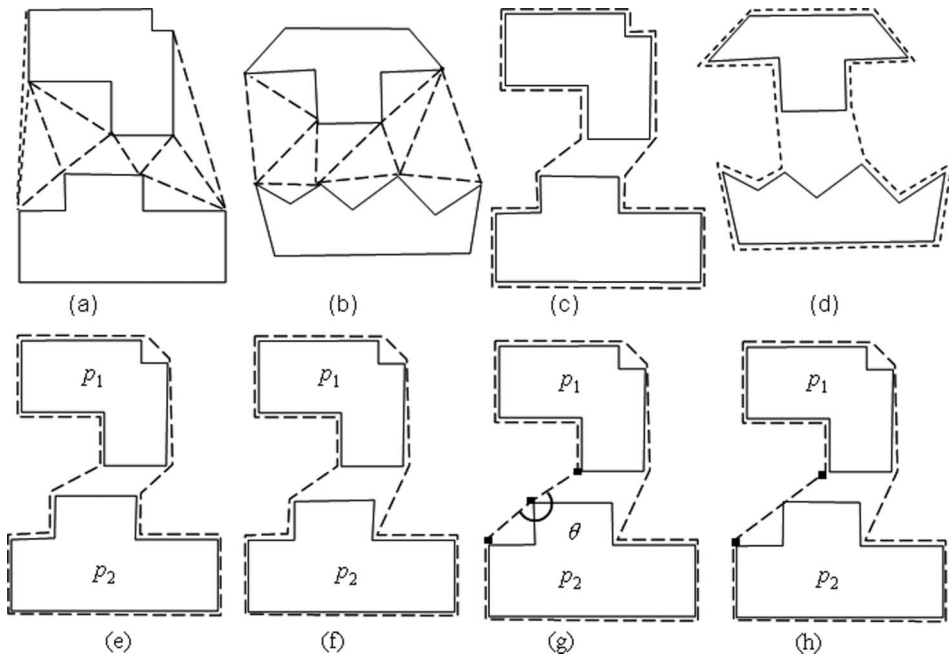 (a) (b) (c) (d)
p1 p1 p1 p1
θ
p2 p2 p2 p2
(e) (f) (g) (h)